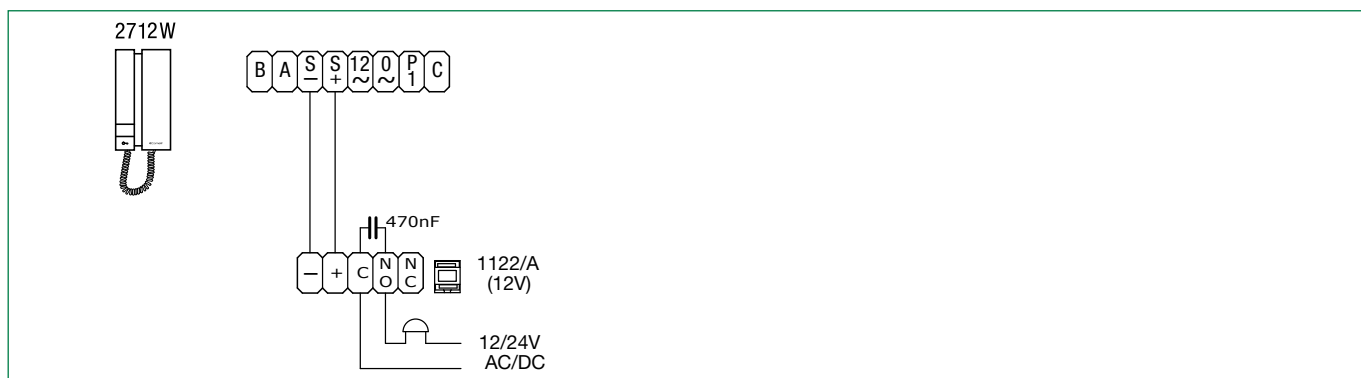 2712W
B A S S 12 0 P C
– + ~ ~ 1
470nF
– + C N N
O C
1122/A
(12V)
12/24V
AC/DC